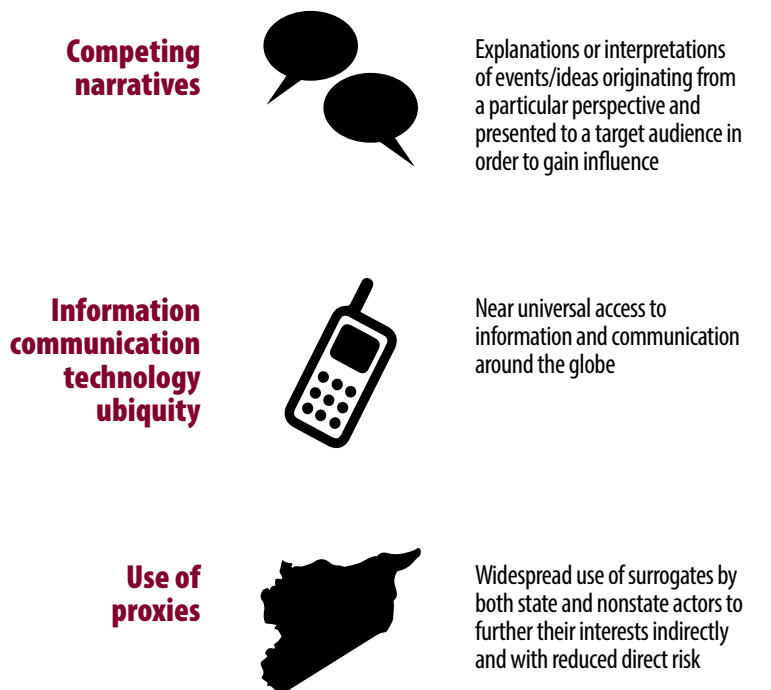 Competing
narratives
Explanations or interpretations
of events/ideas originating from
a particular perspective and
presented to a target audience in
order to gain influence
Information
communication
technology
ubiquity
Near universal access to
information and communication
around the globe
Use of
proxies
Widespread use of surrogates by
both state and nonstate actors to
further their interests indirectly
and with reduced direct risk